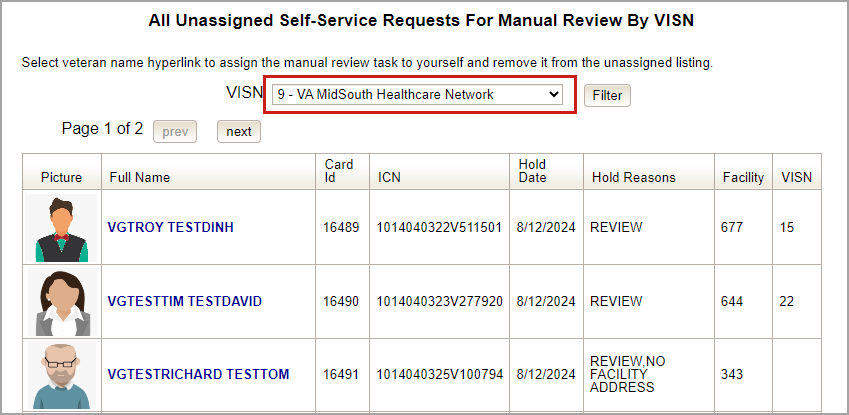 All Unassigned Self-Service Requests For Manual Review By VISN
Select veteran name hyperlink to assign the manual review task to yourself and remove it from the unassigned listing.
VISN 9 - VA MidSouth Healthcare Network Filter
Page 1 of 2 prev next
Picture Full Name Card Id ICN Hold Date Hold Reasons Facility VISN
VGTROY TESTDINH 16489 1014040322V511501 8/12/2024 REVIEW 677 15
VGTESTTIM TESTDAVID 16490 1014040323V277920 8/12/2024 REVIEW 644 22
VGTESTRICHARD TESTTOM 16491 1014040325V100794 8/12/2024 REVIEW,NO FACILITY ADDRESS 343